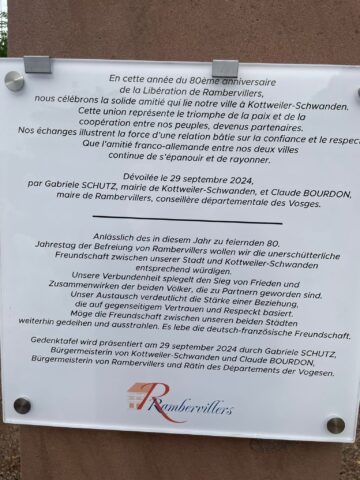 En cette année du 80ème anniversaire
de la Libération de Rambervillers,
nous célébrons la solide amitié qui lie notre ville à Kottweiler-Schwanden.
Cette union représente le triomphe de la paix et de la
coopération entre nos peuples, devenus partenaires.
Nos échanges illustrent la force d'une relation bâtie sur la confiance et le respect.
Que l'amitié franco-allemande entre nos deux villes
continue de s'épanouir et de rayonner.
Dévoilée le 29 septembre 2024,
par Gabriele SCHUTZ, mairie de Kottweiler-Schwanden, et Claude BOURDON,
maire de Rambervillers, conseillère départementale des Vosges.
Anlässlich des in diesem Jahr zu feiernden 80.
Jahrestag der Befreiung von Rambervillers wollen wir die unerschütterliche
Freundschaft zwischen unserer Stadt und Kottweiler-Schwanden
entsprechend würdigen.
Unsere Verbundenheit spiegelt den Sieg von Frieden und
Zusammenwirken der beiden Völker, die zu Partnern geworden sind.
Unser Austausch verdeutlicht die Stärke einer Beziehung,
die auf gegenseitigem Vertrauen und Respekt basiert.
Möge die Freundschaft zwischen unseren beiden Städten
weiterhin gedeihen und ausstrahlen. Es lebe die deutsch-französische Freundschaft.
Gedenktafel wird präsentiert am 29 september 2024 durch Gabriele SCHUTZ,
Bürgermeisterin von Kottweiler-Schwanden und Claude BOURDON,
Bürgermeisterin von Rambervillers und Rätin des Départements der Vogesen.
Rambervillers